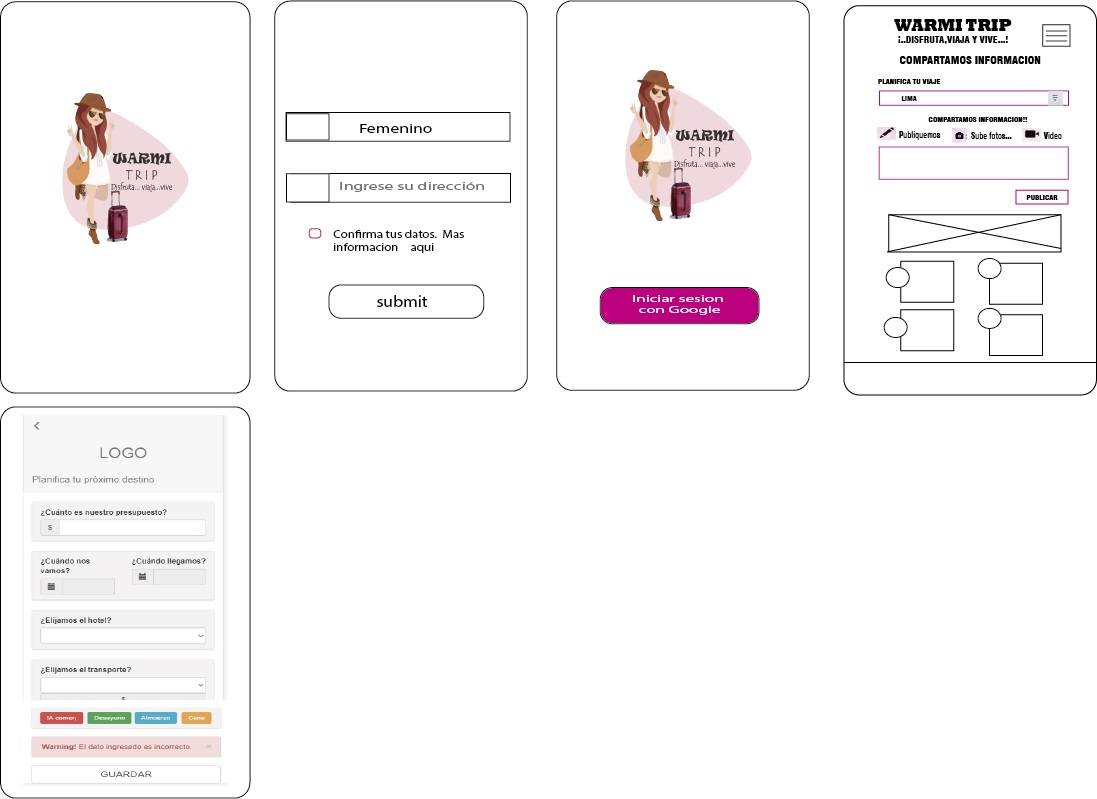 WARMI
TRIP
Disfruta... viaja...vive
Femenino
Ingrese su dirección
Confirma tus datos. Mas
informacion aqui
submit
WARMI
TRIP
Disfruta... viaja...vive
Iniciar sesion
con Google
WARMI TRIP
¡..DISFRUTA,VIAJA Y VIVE...!
COMPARTAMOS INFORMACION
PLANIFICA TU VIAJE
LIMA
COMPARTAMOS INFORMACION!!
Publiquemos Sube fotos... Video
PUBLICAR
LOGO
Planifica tu próximo destino
¿Cuánto es nuestro presupuesto?
$
¿Cuándo nos
vamos?
¿Cuándo llegamos?
¿Elijamos el hotel?
¿Elijamos el transporte?
!A comer¡ Desayuno Almuerzo Cena
Warning! El dato ingresado es incorrecto.
GUARDAR